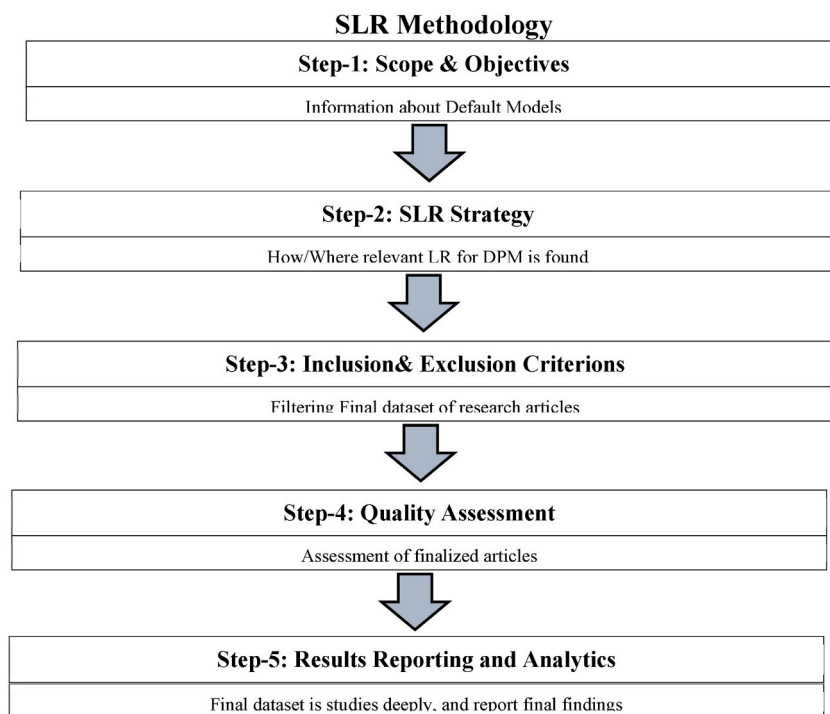 SLR Methodology
Step-1: Scope & Objectives
Information about Default Models
Step-2: SLR Strategy
How/Where relevant LR for DPM is found
Step-3: Inclusion& Exclusion Criterions
Filtering Final dataset of research articles
Step-4: Quality Assessment
Assessment of finalized articles
Step-5: Results Reporting and Analytics
Final dataset is studies deeply, and report final findings